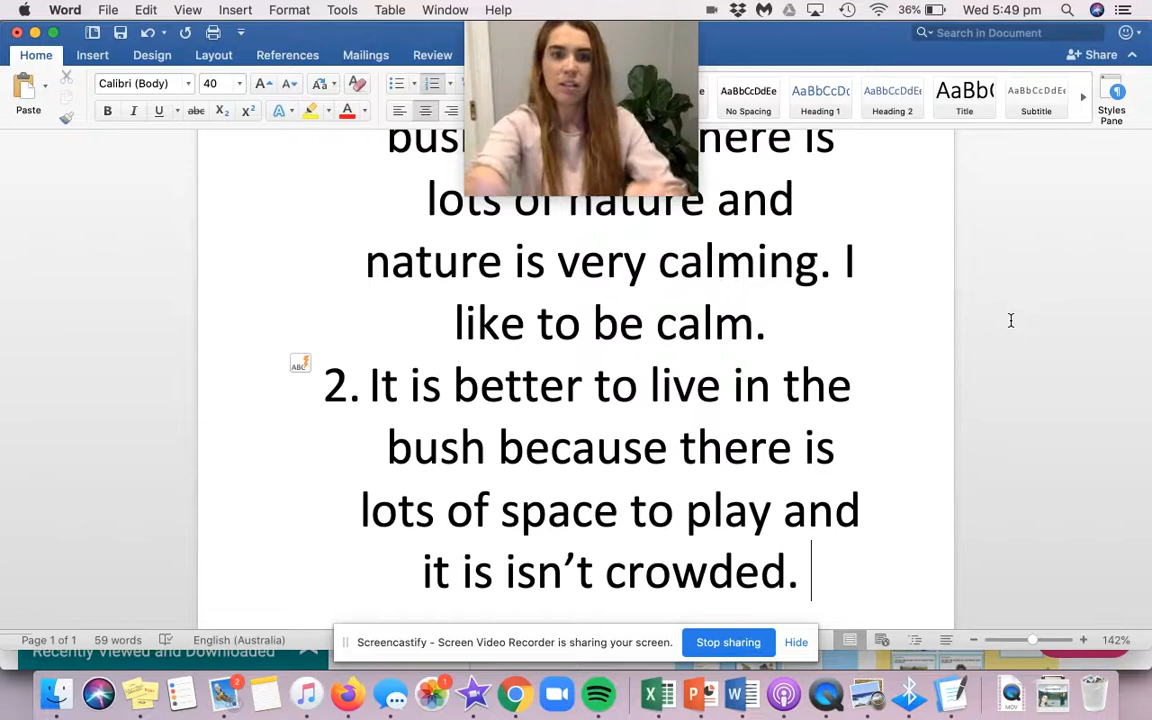 Word File Edit View Insert Format Tools Table Window Help 36% Wed 5:49 pm
Search in Document
Home Insert Design Layout References Mailings Review Share
Paste Calibri (Body) 40 AaBbCcDdEe AaBbCcDc AaBbCcDdEe AaBb( AaBbCcDdEe
No Spacing Heading 1 Heading 2 Title Subtitle Styles Pane
lots of nature and
nature is very calming. I
like to be calm.
2. It is better to live in the
bush because there is
lots of space to play and
it is isn't crowded.
Page 1 of 1 59 words English (Australia) 142%
Screencastify - Screen Video Recorder is sharing your screen. Stop sharing Hide
Recently Viewed and Downloaded